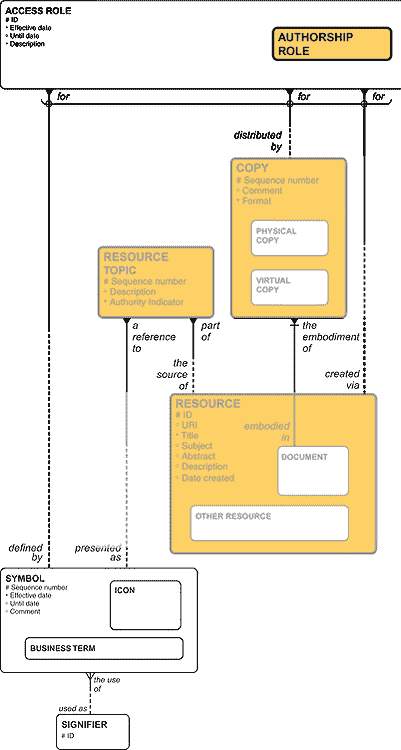 ACCESS ROLE
# ID
• Effective date
○ Until date
• Description
AUTHORSHIP
ROLE
for
for
for
distributed
by
COPY
# Sequence number
○ Comment
• Format
PHYSICAL
COPY
VIRTUAL
COPY
RESOURCE
TOPIC
# Sequence number
○ Description
• Authority Indicator
a
reference
to
part
of
the
embodiment
of
the
source
of
created
via
RESOURCE
# ID
○ URI
• Title
○ Subject
○ Abstract
• Description
○ Date created
embodied
in
DOCUMENT
OTHER RESOURCE
defined
by
presented
as
SYMBOL
# Sequence number
• Effective date
○ Until date
○ Comment
ICON
BUSINESS TERM
the use
of
used as
SIGNIFIER
# ID